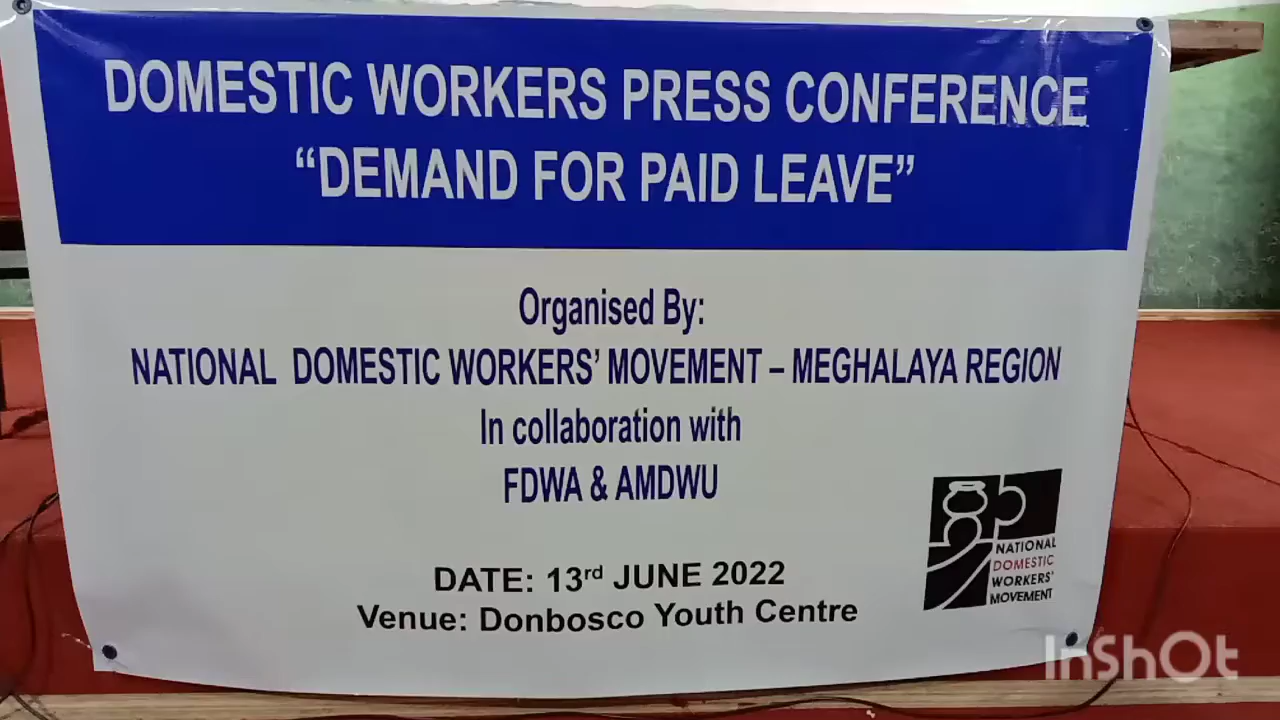 DOMESTIC WORKERS PRESS CONFERENCE
“DEMAND FOR PAID LEAVE”
Organised By:
NATIONAL DOMESTIC WORKERS’ MOVEMENT – MEGHALAYA REGION
In collaboration with
FDWA & AMDWU
DATE: 13rd JUNE 2022
Venue: Donbosco Youth Centre
NATIONAL
DOMESTIC
WORKERS'
MOVEMENT
InShOt